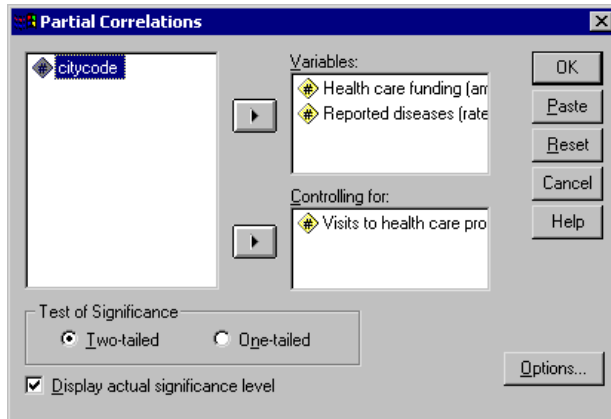 Partial Correlations
citycode
Variables:
Health care funding (am
Reported diseases (rate
Controlling for:
Visits to health care pro
OK
Paste
Reset
Cancel
Help
Test of Significance
Two-tailed
One-tailed
Display actual significance level
Options...